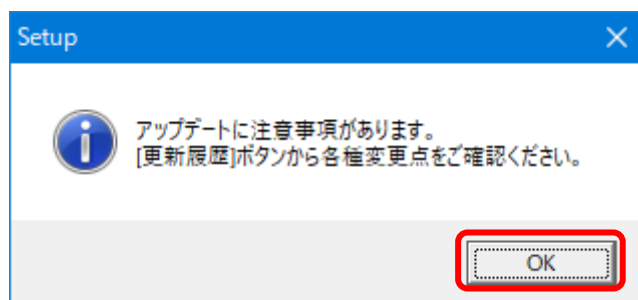 Setup
アップデートに注意事項があります。
[更新履歴]ボタンから各種変更点をご確認ください。
OK